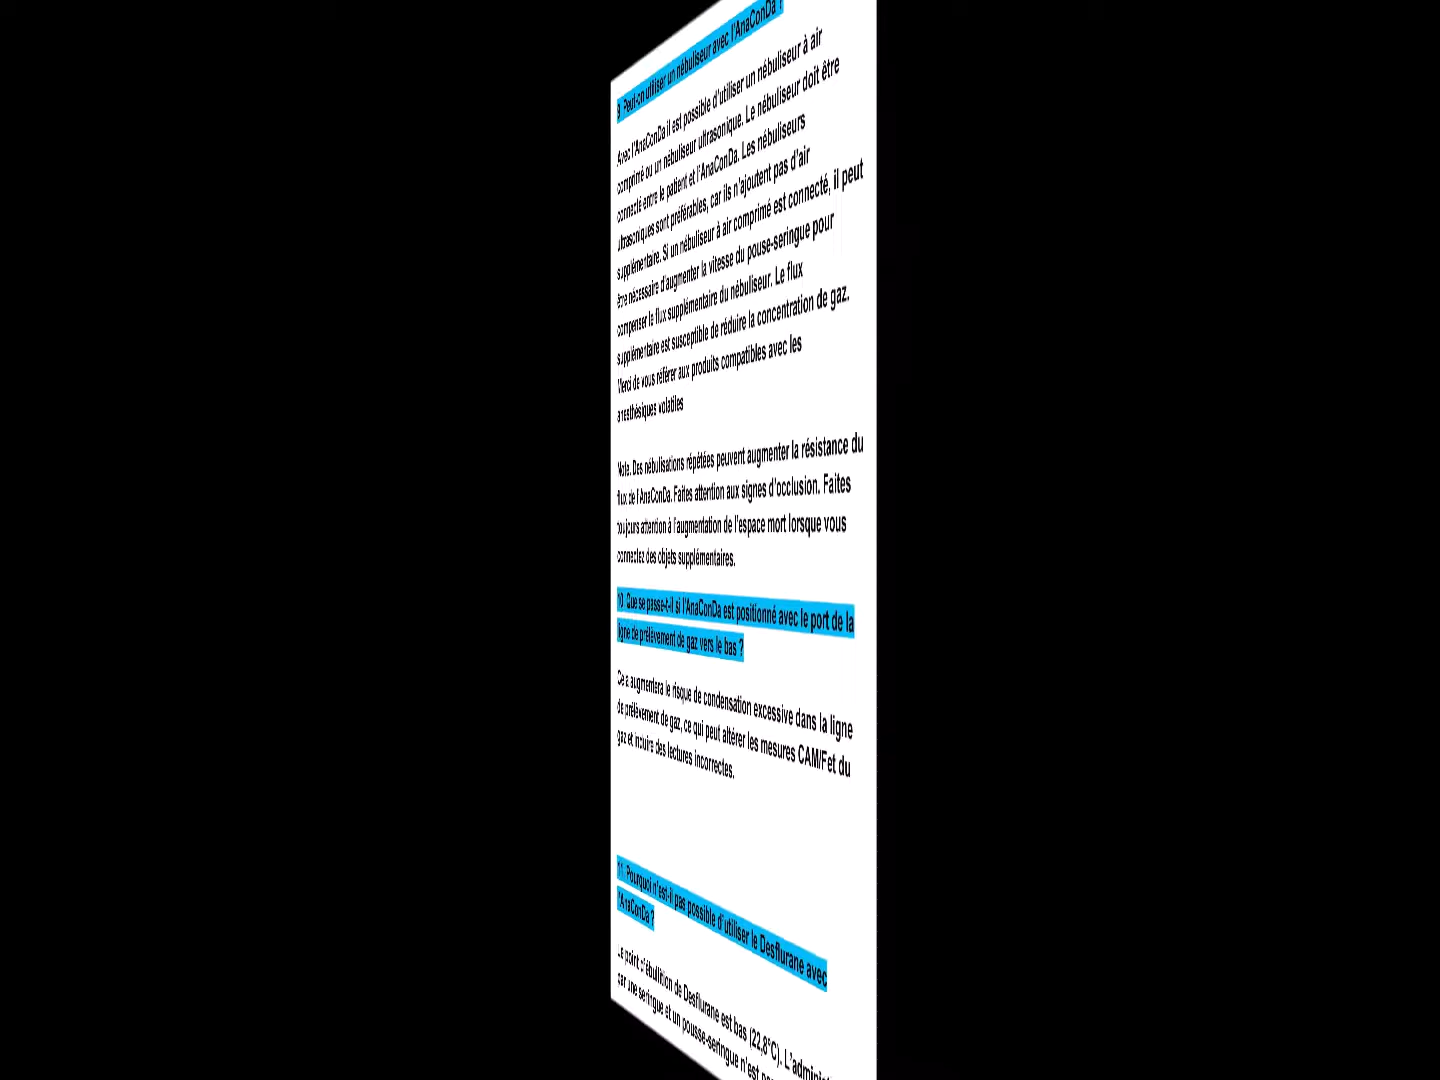 9. Peut-on utiliser un nébuliseur avec l'AnaConDa ?
Avec l'AnaConDa il est possible d'utiliser un nébuliseur à air
comprimé ou un nébuliseur ultrasonique. Le nébuliseur doit être
connecté entre le patient et l'AnaConDa. Les nébuliseurs
ultrasoniques sont préférables, car ils n'ajoutent pas d'air
supplémentaire. Si un nébuliseur à air comprimé est connecté, il peut
être nécessaire d'augmenter la vitesse du pouse-seringue pour
compenser le flux supplémentaire du nébuliseur. Le flux
supplémentaire est susceptible de réduire la concentration de gaz.
Merci de vous référer aux produits compatibles avec les
anesthésiques volatiles
Note. Des nébulisations répétées peuvent augmenter la résistance du
flux de l'AnaConDa. Faites attention aux signes d'occlusion. Faites
toujours attention à l'augmentation de l'espace mort lorsque vous
connectez des objets supplémentaires.
10. Que se passe-t-il si l'AnaConDa est positionné avec le port de la
ligne de prélèvement de gaz vers le bas ?
Cela augmentera le risque de condensation excessive dans la ligne
de prélèvement de gaz, ce qui peut altérer les mesures CAM/Fet du
gaz et induire des lectures incorrectes.
11. Pourquoi n'est-il pas possible d'utiliser le Desflurane avec
l'AnaConDa ?
Le point d'ébullition de Desflurane est bas (22,8°C). L'administ
par une seringue et un pousse-seringue n'est